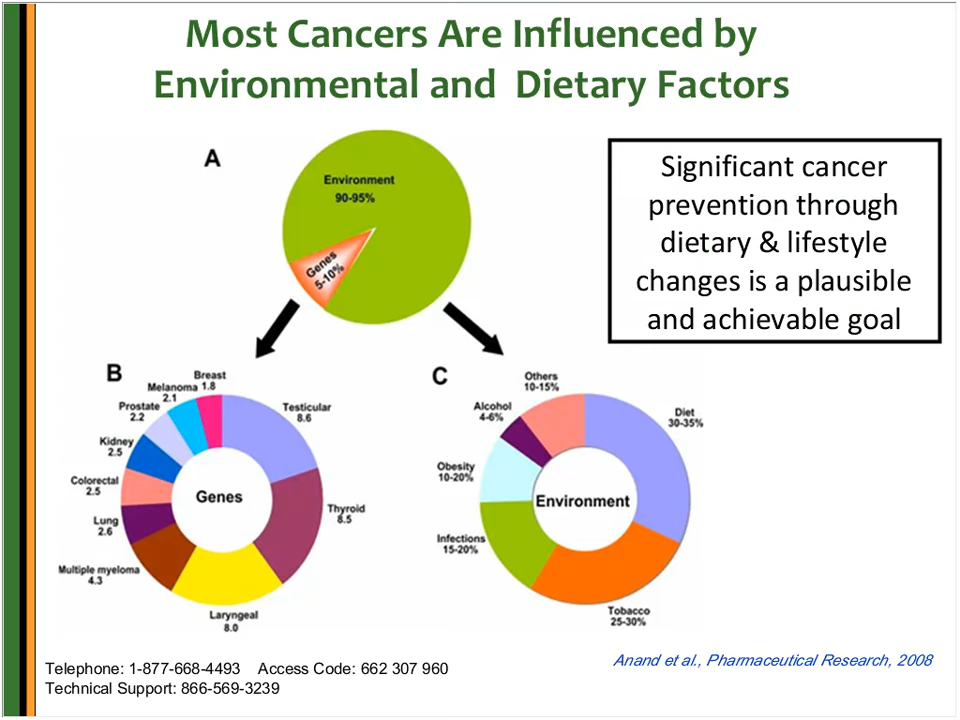 Most Cancers Are Influenced by
Environmental and Dietary Factors
A
Environment
90-95%
Genes
5-10%
Significant cancer
prevention through
dietary & lifestyle
changes is a plausible
and achievable goal
B
Breast
1.8
Melanoma
2.1
Prostate
2.2
Kidney
2.5
Colorectal
2.5
Lung
2.6
Multiple myeloma
4.3
Laryngeal
8.0
Thyroid
8.5
Testicular
8.6
Genes
C
Others
10-15%
Alcohol
4-6%
Obesity
10-20%
Infections
15-20%
Tobacco
25-30%
Diet
30-35%
Environment
Telephone: 1-877-668-4493 Access Code: 662 307 960
Technical Support: 866-569-3239
Anand et al., Pharmaceutical Research, 2008